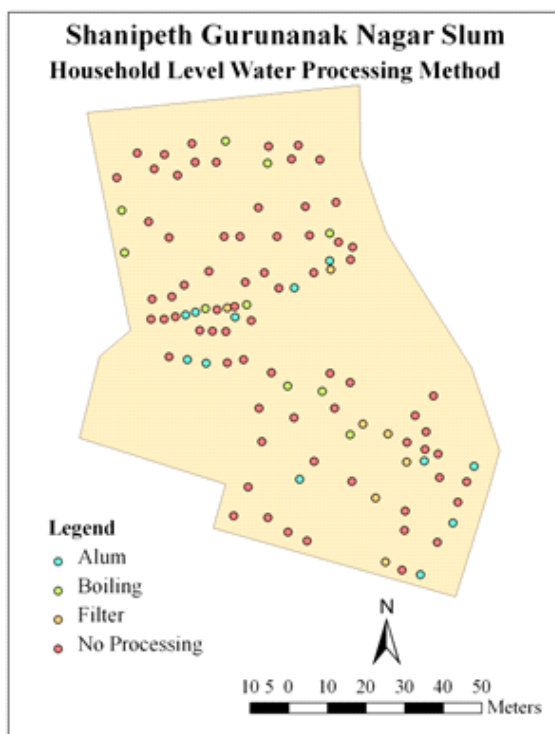 Shanipeth Gurunanak Nagar Slum
Household Level Water Processing Method
Legend
Alum
Boiling
Filter
No Processing
N
10 5 0 10 20 30 40 50
Meters